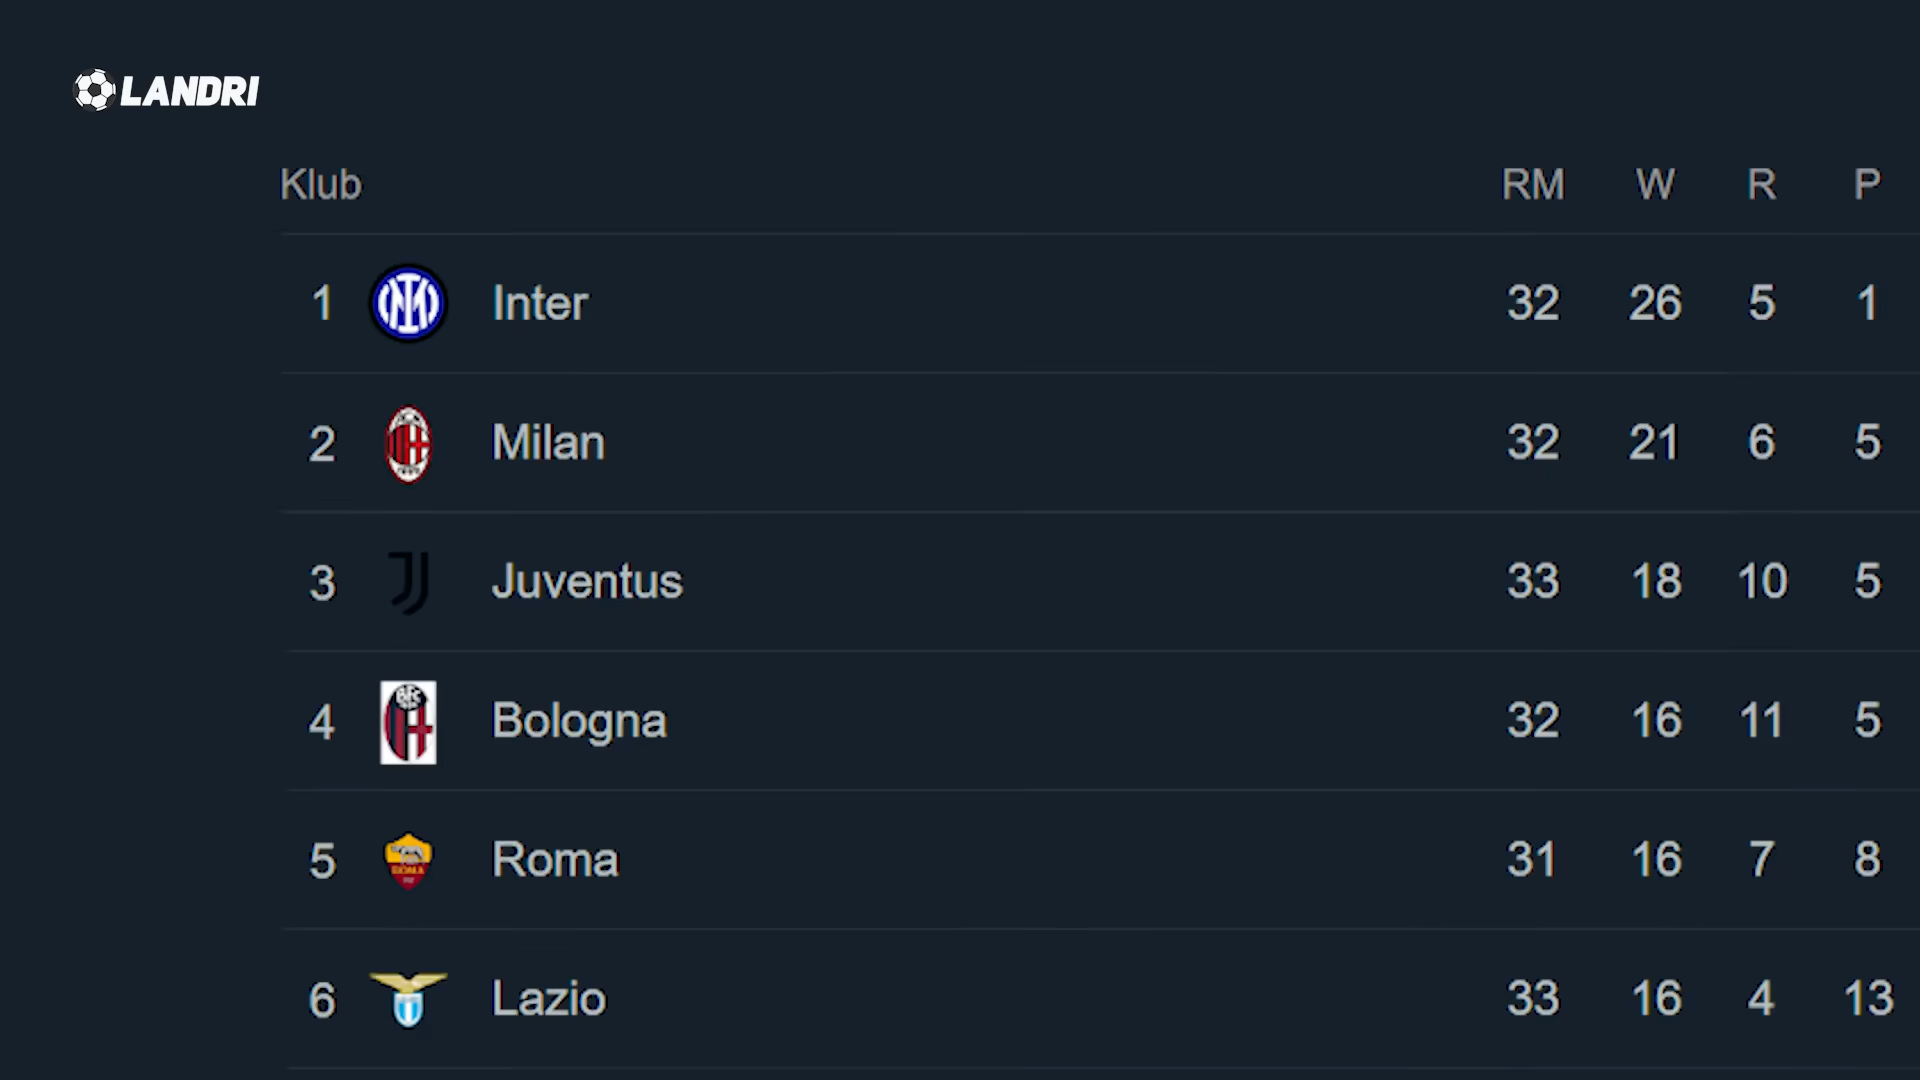 LANDRI
Klub RM W R P
1 Inter 32 26 5 1
2 Milan 32 21 6 5
3 Juventus 33 18 10 5
4 Bologna 32 16 11 5
5 Roma 31 16 7 8
6 Lazio 33 16 4 13